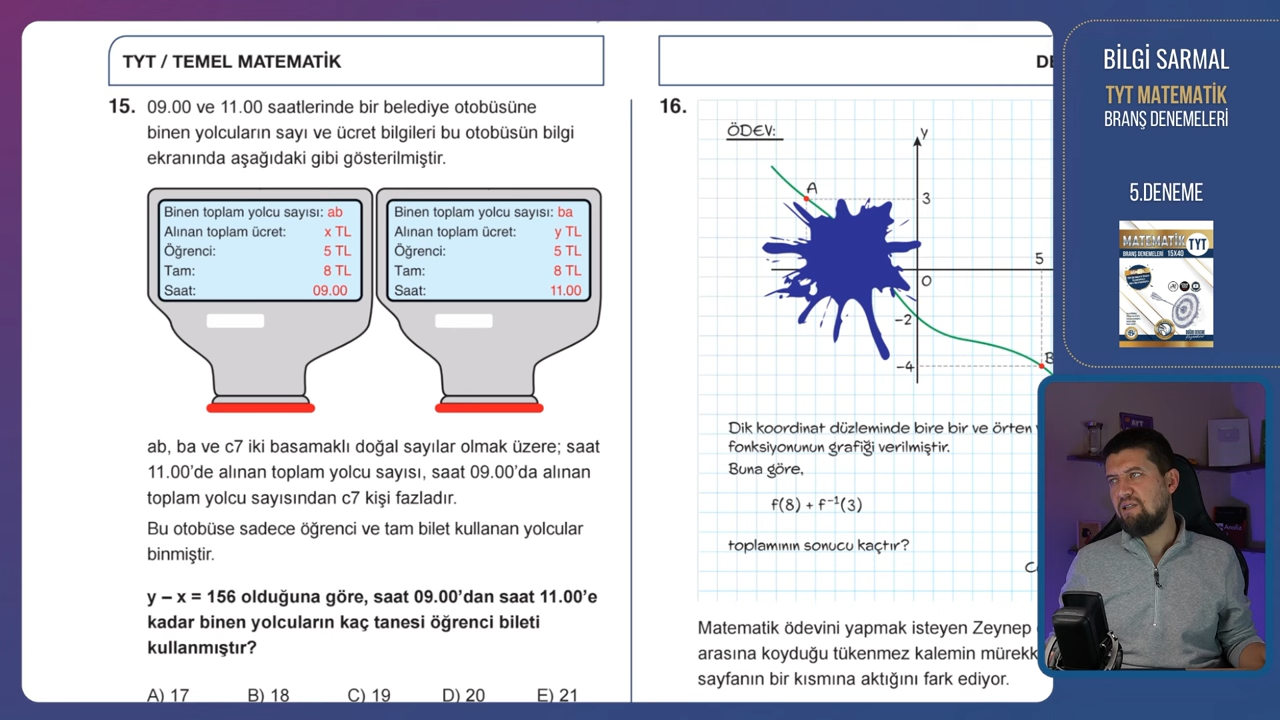 TYT / TEMEL MATEMATİK
15. 09.00 ve 11.00 saatlerinde bir belediye otobüsüne
binen yolcuların sayı ve ücret bilgileri bu otobüsün bilgi
ekranında aşağıdaki gibi gösterilmiştir.
Binen toplam yolcu sayısı: ab
Alınan toplam ücret: x TL
Öğrenci: 5 TL
Tam: 8 TL
Saat: 09.00
Binen toplam yolcu sayısı: ba
Alınan toplam ücret: y TL
Öğrenci: 5 TL
Tam: 8 TL
Saat: 11.00
ab, ba ve c7 iki basamaklı doğal sayılar olmak üzere; saat
11.00'de alınan toplam yolcu sayısı, saat 09.00'da alınan
toplam yolcu sayısından c7 kişi fazladır.
Bu otobüse sadece öğrenci ve tam bilet kullanan yolcular
binmiştir.
y – x = 156 olduğuna göre, saat 09.00'dan saat 11.00'e
kadar binen yolcuların kaç tanesi öğrenci bileti
kullanmıştır?
A) 17 B) 18 C) 19 D) 20 E) 21
16.
ÖDEV:
y
A
3
5
O
–2
–4
B
Dik koordinat düzleminde bire bir ve örten
fonksiyonunun grafiği verilmiştir.
Buna göre,
f(8) + f⁻¹(3)
toplamının sonucu kaçtır?
Matematik ödevini yapmak isteyen Zeynep
arasına koyduğu tükenmez kalemin mürekk
sayfanın bir kısmına aktığını fark ediyor.
BİLGİ SARMAL
TYT MATEMATİK
BRANŞ DENEMELERİ
5.DENEME
MATEMATİK TYT
BRANŞ DENEMELERİ 15X40